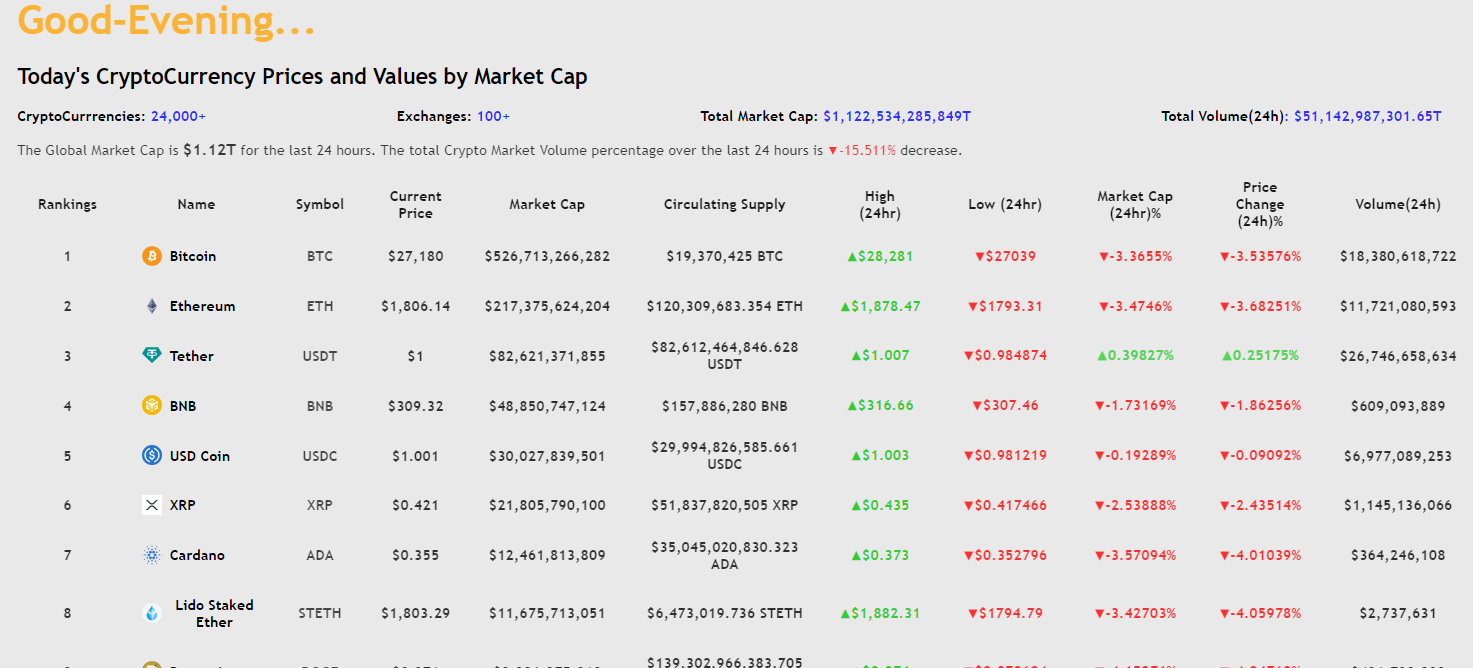 Good-Evening...
Today's CryptoCurrency Prices and Values by Market Cap
CryptoCurrrencies: 24,000+ Exchanges: 100+ Total Market Cap: $1,122,534,285,849T Total Volume(24h): $51,142,987,301.65T
The Global Market Cap is $1.12T for the last 24 hours. The total Crypto Market Volume percentage over the last 24 hours is ▼-15.511% decrease.
Rankings Name Symbol Current Price Market Cap Circulating Supply High (24hr) Low (24hr) Market Cap (24hr)% Price Change (24h)% Volume(24h)
1 Bitcoin BTC $27,180 $526,713,266,282 $19,370,425 BTC ▲$28,281 ▼$27039 ▼-3.3655% ▼-3.53576% $18,380,618,722
2 Ethereum ETH $1,806.14 $217,375,624,204 $120,309,683.354 ETH ▲$1,878.47 ▼$1793.31 ▼-3.4746% ▼-3.68251% $11,721,080,593
3 Tether USDT $1 $82,621,371,855 $82,612,464,846.628 USDT ▲$1.007 ▼$0.984874 ▲0.39827% ▲0.25175% $26,746,658,634
4 BNB BNB $309.32 $48,850,747,124 $157,886,280 BNB ▲$316.66 ▼$307.46 ▼-1.73169% ▼-1.86256% $609,093,889
5 USD Coin USDC $1.001 $30,027,839,501 $29,994,826,585.661 USDC ▲$1.003 ▼$0.981219 ▼-0.19289% ▼-0.09092% $6,977,089,253
6 XRP XRP $0.421 $21,805,790,100 $51,837,820,505 XRP ▲$0.435 ▼$0.417466 ▼-2.53888% ▼-2.43514% $1,145,136,066
7 Cardano ADA $0.355 $12,461,813,809 $35,045,020,830.323 ADA ▲$0.373 ▼$0.352796 ▼-3.57094% ▼-4.01039% $364,246,108
8 Lido Staked Ether STETH $1,803.29 $11,675,713,051 $6,473,019.736 STETH ▲$1,882.31 ▼$1794.79 ▼-3.42703% ▼-4.05978% $2,737,631
$139,302,966,383.705